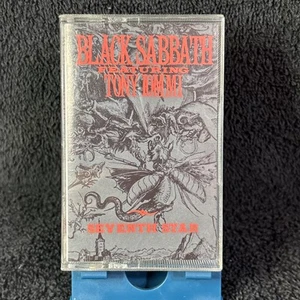 BLACK SABBATH
FEATURING
TONY IOMMI
SEVENTH STAR